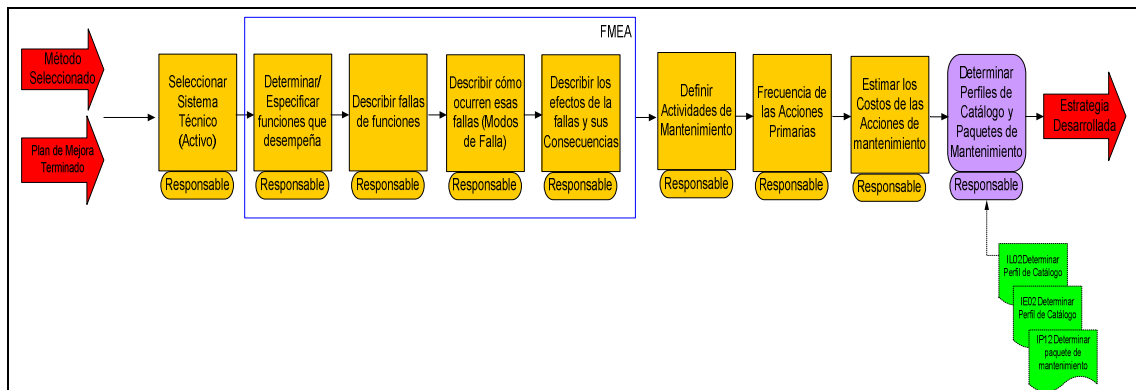 FMEA
Método
Seleccionado
Plan de Mejora
Terminado
Seleccionar
Sistema
Técnico
(Activo)
Responsable
Determinar/
Especificar
funciones que
desempeña
Responsable
Describir fallas
de funciones
Responsable
Describir cómo
ocurren esas
fallas (Modos
de Falla)
Responsable
Describir los
efectos de la
fallas y sus
Consecuencias
Responsable
Definir
Actividades de
Mantenimiento
Responsable
Frecuencia de
las Acciones
Primarias
Responsable
Estimar los
Costos de las
Acciones de
mantenimiento
Responsable
Determinar
Perfiles de
Catálogo y
Paquetes de
Mantenimiento
Responsable
Estrategia
Desarrollada
IL02 Determinar
Perfil de Catálogo
IE02 Determinar
Perfil de Catálogo
IP12 Determinar
paquete de
mantenimiento